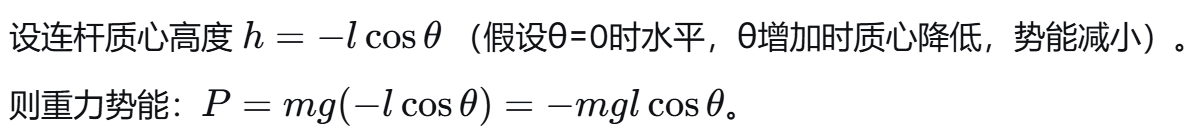 设连杆质心高度 h = −l cos θ （假设θ=0时水平，θ增加时质心降低，势能减小）。
则重力势能：P = mg(−l cos θ) = −mgl cos θ。